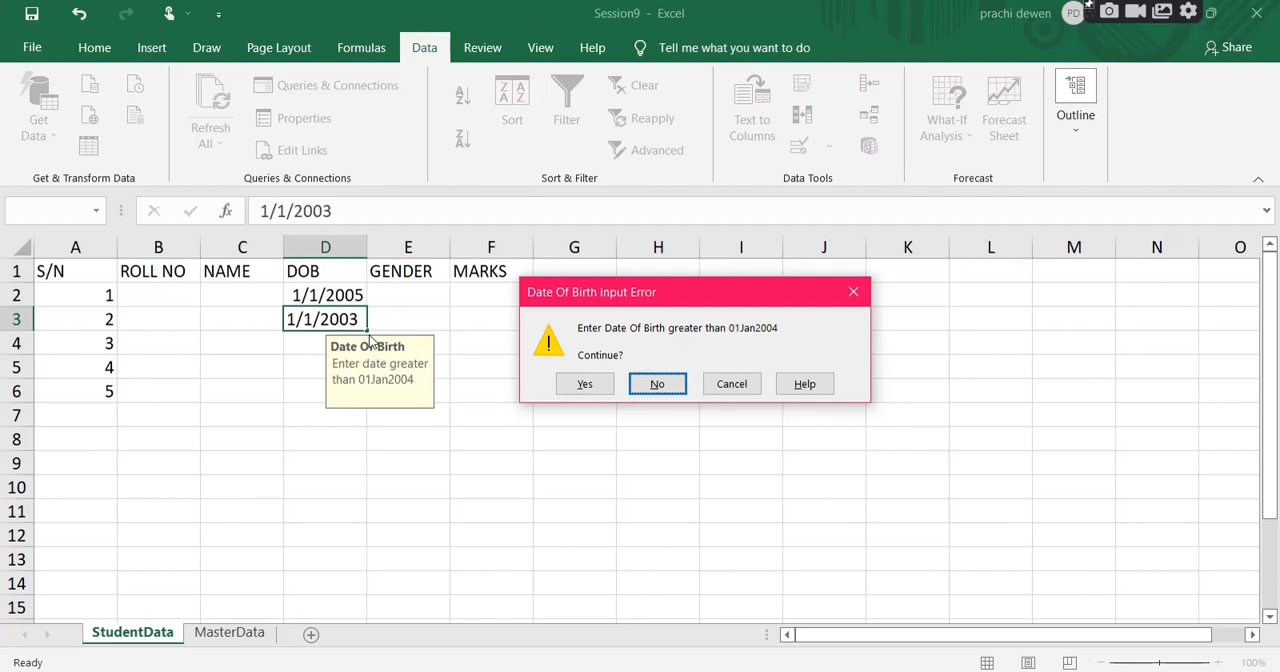 Session9 - Excel
prachi dewen
PD
File
Home
Insert
Draw
Page Layout
Formulas
Data
Review
View
Help
Tell me what you want to do
Share
Get
Data
Refresh
All
Queries & Connections
Properties
Edit Links
Sort
Filter
Clear
Reapply
Advanced
Text to
Columns
What-If
Analysis
Forecast
Sheet
Outline
Get & Transform Data
Queries & Connections
Sort & Filter
Data Tools
Forecast
fx
1/1/2003
A B C D E F G H I J K L M N O
1 S/N ROLL NO NAME DOB GENDER MARKS
2 1 1/1/2005
3 2 1/1/2003
4 3
5 4
6 5
7
8
9
10
11
12
13
14
15
Date Of Birth
Enter date greater
than 01Jan2004
Date Of Birth Input Error
Enter Date Of Birth greater than 01Jan2004
Continue?
Yes
No
Cancel
Help
StudentData
MasterData
Ready
100%